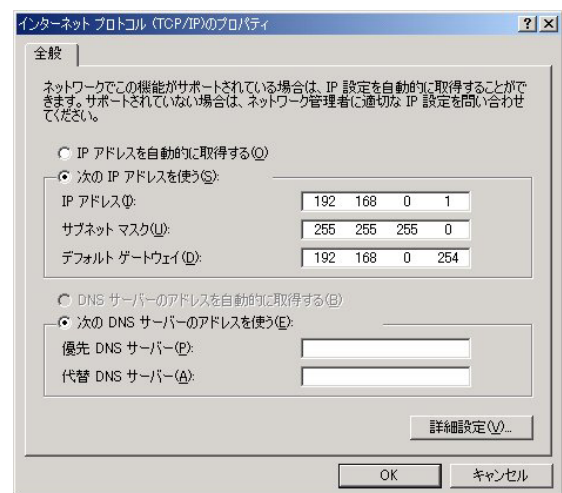 インターネット プロトコル (TCP/IP)のプロパティ
? ×
全般
ネットワークでこの機能がサポートされている場合は、IP 設定を自動的に取得することがで
きます。サポートされていない場合は、ネットワーク管理者に適切な IP 設定を問い合わせ
てください。
IP アドレスを自動的に取得する(O)
次の IP アドレスを使う(S):
IP アドレス(I): 192 168 0 1
サブネット マスク(U): 255 255 255 0
デフォルト ゲートウェイ(D): 192 168 0 254
DNS サーバーのアドレスを自動的に取得する(B)
次の DNS サーバーのアドレスを使う(E):
優先 DNS サーバー(P):
代替 DNS サーバー(A):
詳細設定(V)...
OK キャンセル